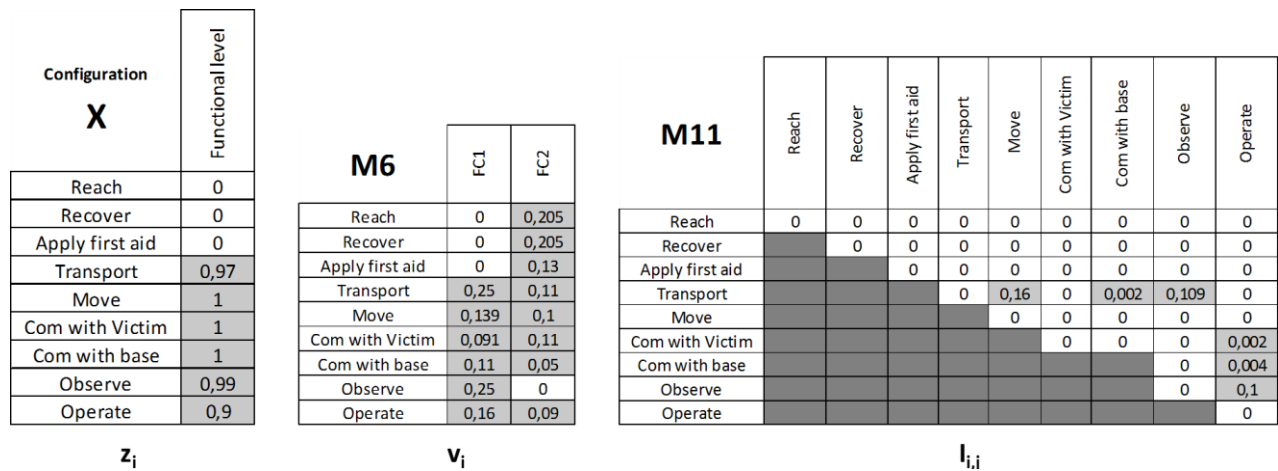 Configuration
X
Functional level
Reach 0
Recover 0
Apply first aid 0
Transport 0,97
Move 1
Com with Victim 1
Com with base 1
Observe 0,99
Operate 0,9
zi
M6
FC1 FC2
Reach 0 0,205
Recover 0 0,205
Apply first aid 0 0,13
Transport 0,25 0,11
Move 0,139 0,1
Com with Victim 0,091 0,11
Com with base 0,11 0,05
Observe 0,25 0
Operate 0,16 0,09
vi
M11
Reach Recover Apply first aid Transport Move Com with Victim Com with base Observe Operate
Reach 0 0 0 0 0 0 0 0 0
Recover 0 0 0 0 0 0 0 0
Apply first aid 0 0 0 0 0 0 0
Transport 0 0,16 0 0,002 0,109 0
Move 0 0 0 0 0
Com with Victim 0 0 0 0,002
Com with base 0 0,004
Observe 0 0,1
Operate 0
li,j